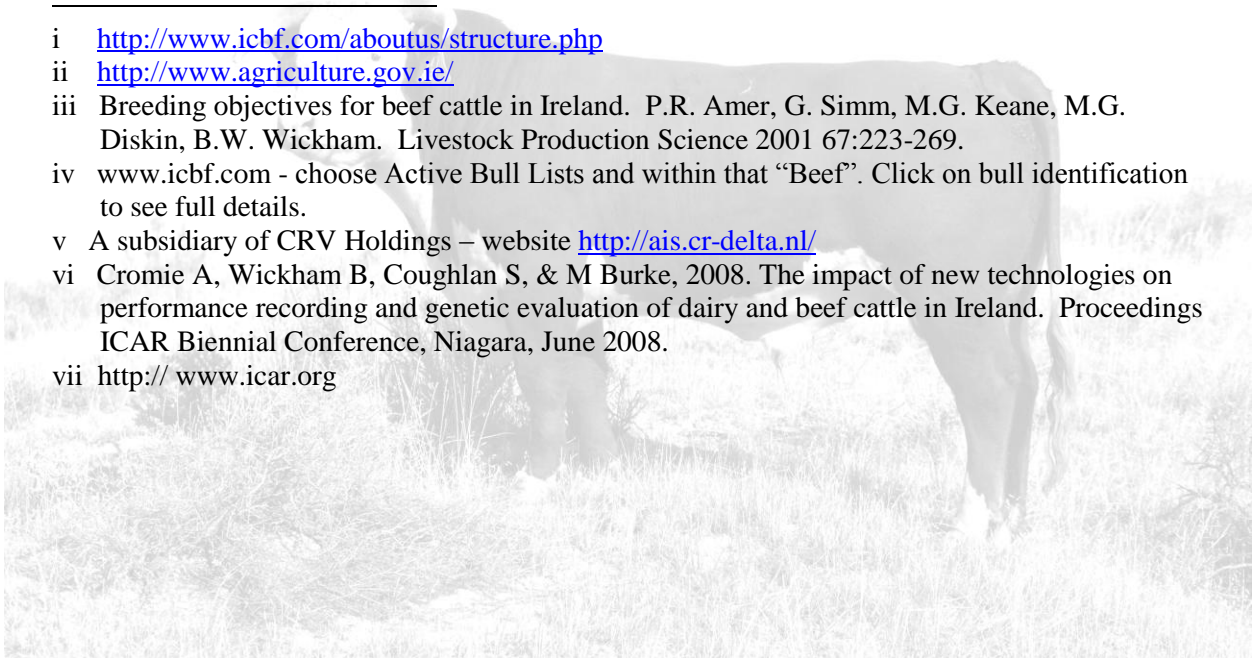 i http://www.icbf.com/aboutus/structure.php
ii http://www.agriculture.gov.ie/
iii Breeding objectives for beef cattle in Ireland. P.R. Amer, G. Simm, M.G. Keane, M.G.
Diskin, B.W. Wickham. Livestock Production Science 2001 67:223-269.
iv www.icbf.com - choose Active Bull Lists and within that “Beef”. Click on bull identification
to see full details.
v A subsidiary of CRV Holdings – website http://ais.cr-delta.nl/
vi Cromie A, Wickham B, Coughlan S, & M Burke, 2008. The impact of new technologies on
performance recording and genetic evaluation of dairy and beef cattle in Ireland. Proceedings
ICAR Biennial Conference, Niagara, June 2008.
vii http:// www.icar.org